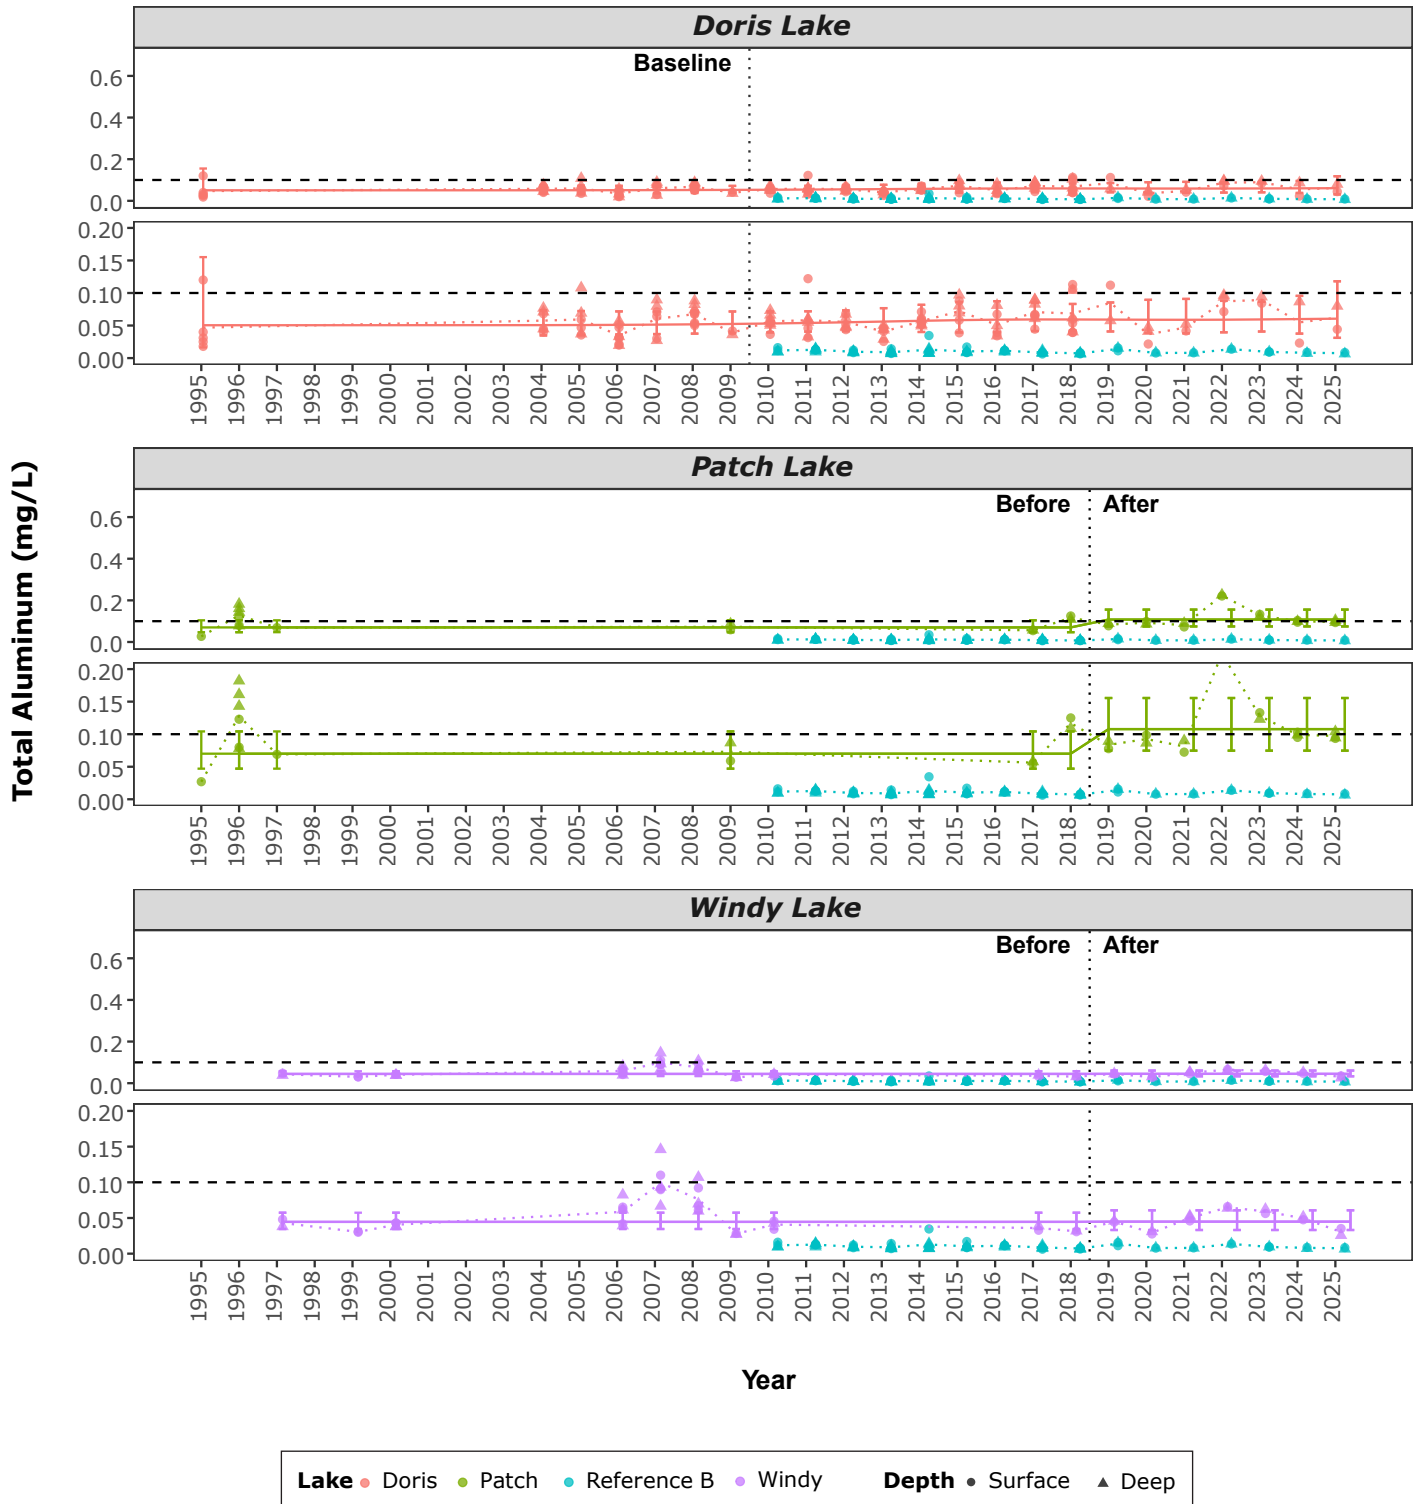 Doris Lake
Baseline
0.6
0.4
0.2
0.0
0.20
0.15
0.10
0.05
0.00
1995 1996 1997 1998 1999 2000 2001 2002 2003 2004 2005 2006 2007 2008 2009 2010 2011 2012 2013 2014 2015 2016 2017 2018 2019 2020 2021 2022 2023 2024 2025
Total Aluminum (mg/L)
Patch Lake
Before After
0.6
0.4
0.2
0.0
0.20
0.15
0.10
0.05
0.00
1995 1996 1997 1998 1999 2000 2001 2002 2003 2004 2005 2006 2007 2008 2009 2010 2011 2012 2013 2014 2015 2016 2017 2018 2019 2020 2021 2022 2023 2024 2025
Windy Lake
Before After
0.6
0.4
0.2
0.0
0.20
0.15
0.10
0.05
0.00
1995 1996 1997 1998 1999 2000 2001 2002 2003 2004 2005 2006 2007 2008 2009 2010 2011 2012 2013 2014 2015 2016 2017 2018 2019 2020 2021 2022 2023 2024 2025
Year
Lake Doris Patch Reference B Windy Depth Surface Deep